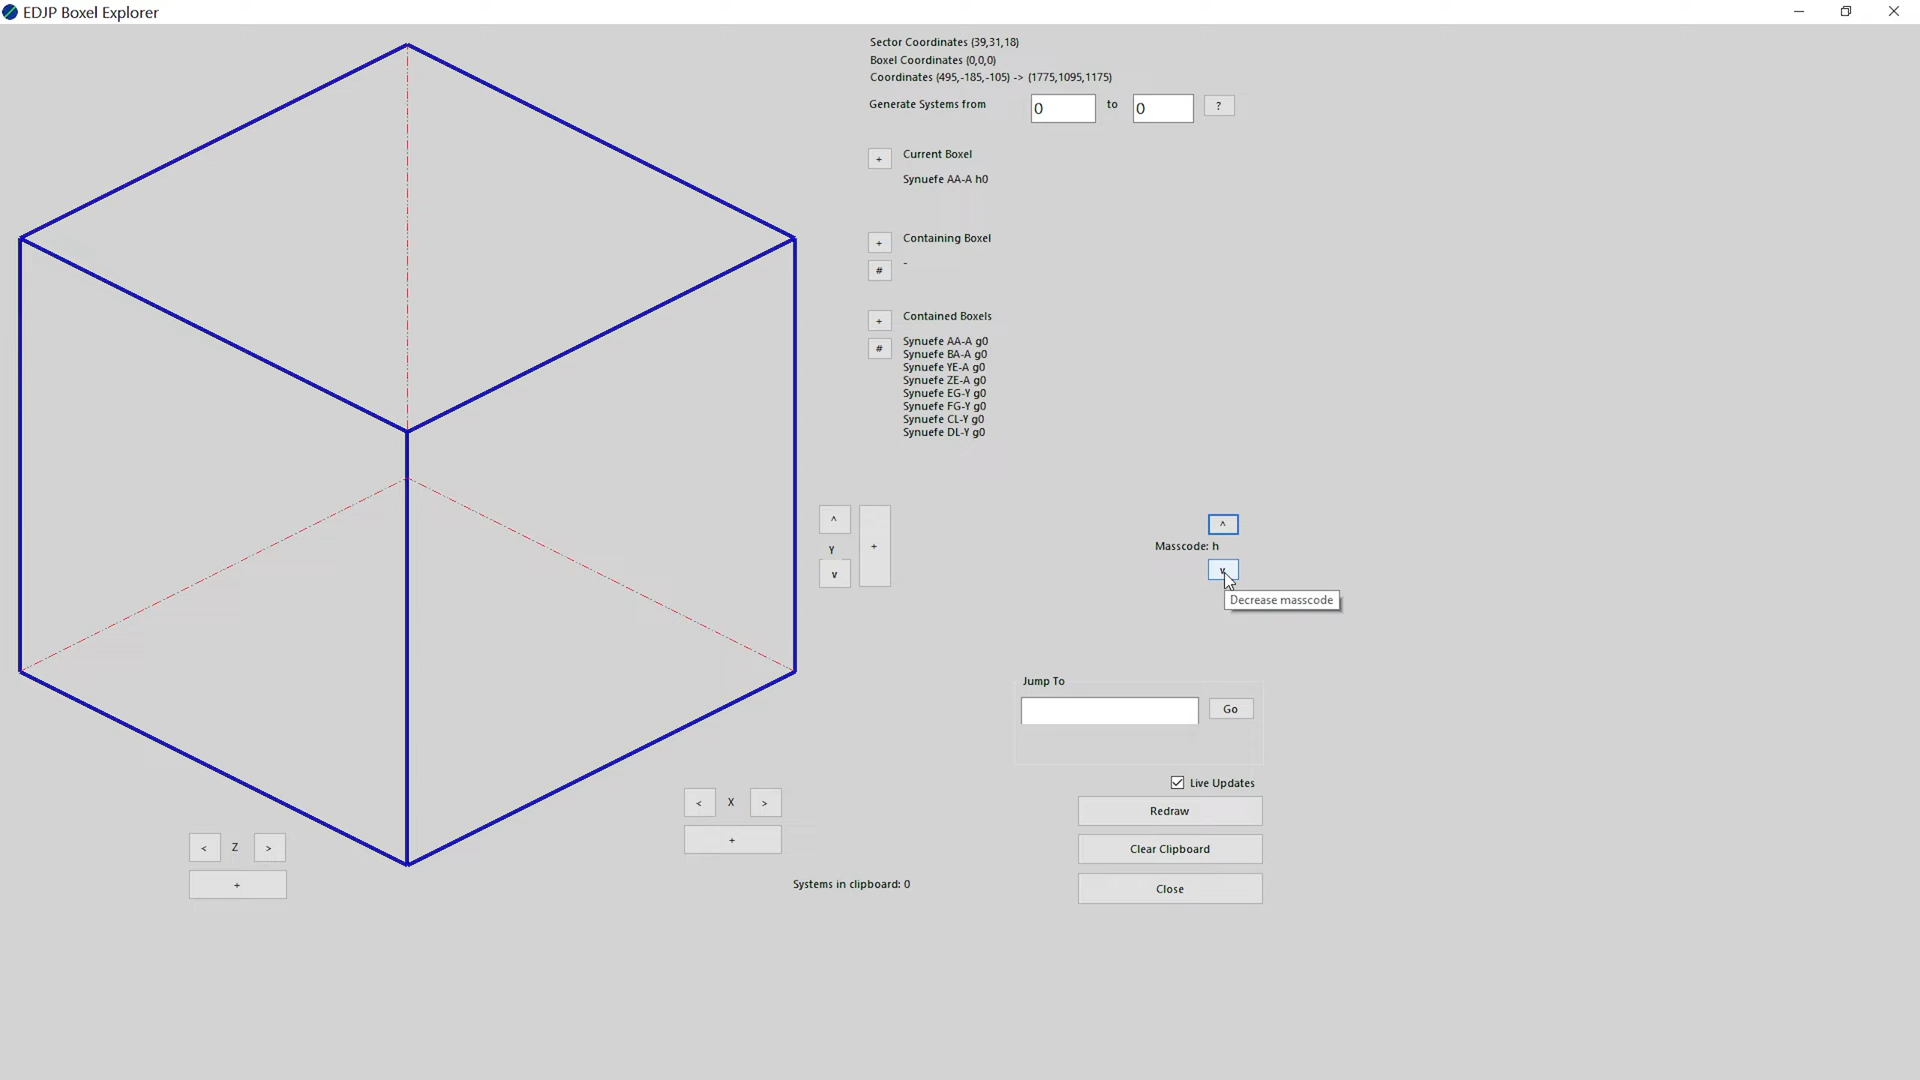 EDJP Boxel Explorer
Sector Coordinates (39,31,18)
Boxel Coordinates (0,0,0)
Coordinates (495,-185,-105) -> (1775,1095,1175)
Generate Systems from 0 to 0 ?
+ Current Boxel
Synuefe AA-A h0
+ Containing Boxel
# -
+ Contained Boxels
# Synuefe AA-A g0
Synuefe BA-A g0
Synuefe YE-A g0
Synuefe ZE-A g0
Synuefe EG-Y g0
Synuefe FG-Y g0
Synuefe CL-Y g0
Synuefe DL-Y g0
^
Y +
v
^
Masscode: h
v
Decrease masscode
Jump To
Go
Live Updates
< X >
+
Redraw
< Z >
+
Clear Clipboard
Systems in clipboard: 0
Close